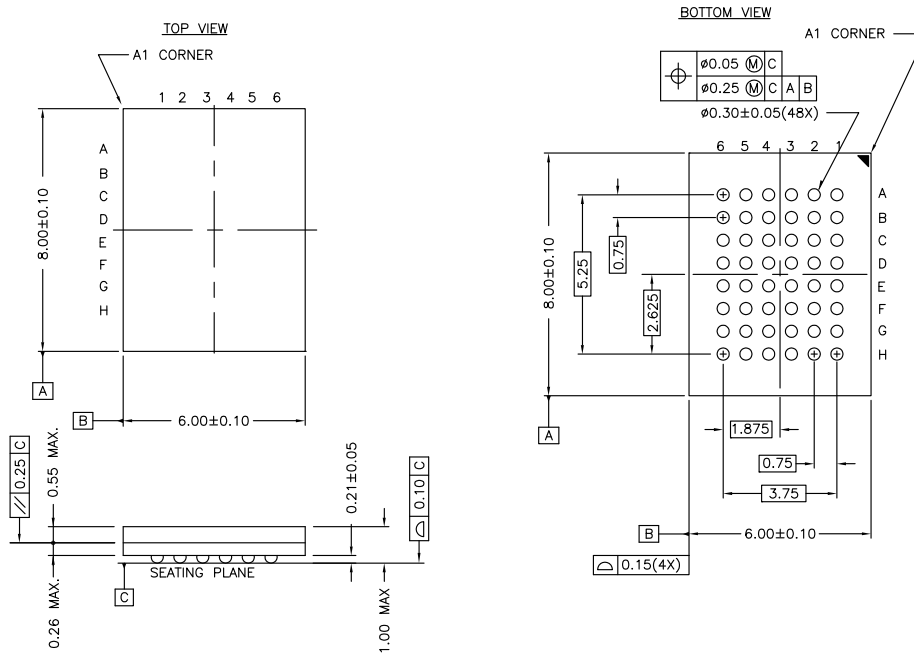 TOP VIEW
A1 CORNER
1 2 3 4 5 6
A
B
C
D
E
F
G
H
8.00±0.10
A
B
6.00±0.10
// 0.25 C
0.55 MAX.
0.26 MAX.
0.21±0.05
⌓ 0.10 C
SEATING PLANE
C
1.00 MAX
BOTTOM VIEW
A1 CORNER
⌖ ⌀0.05 Ⓜ C
⌀0.25 Ⓜ C A B
⌀0.30±0.05(48X)
6 5 4 3 2 1
A
B
C
D
E
F
G
H
8.00±0.10
5.25
0.75
2.625
A
1.875
0.75
3.75
B
6.00±0.10
⌓ 0.15(4X)